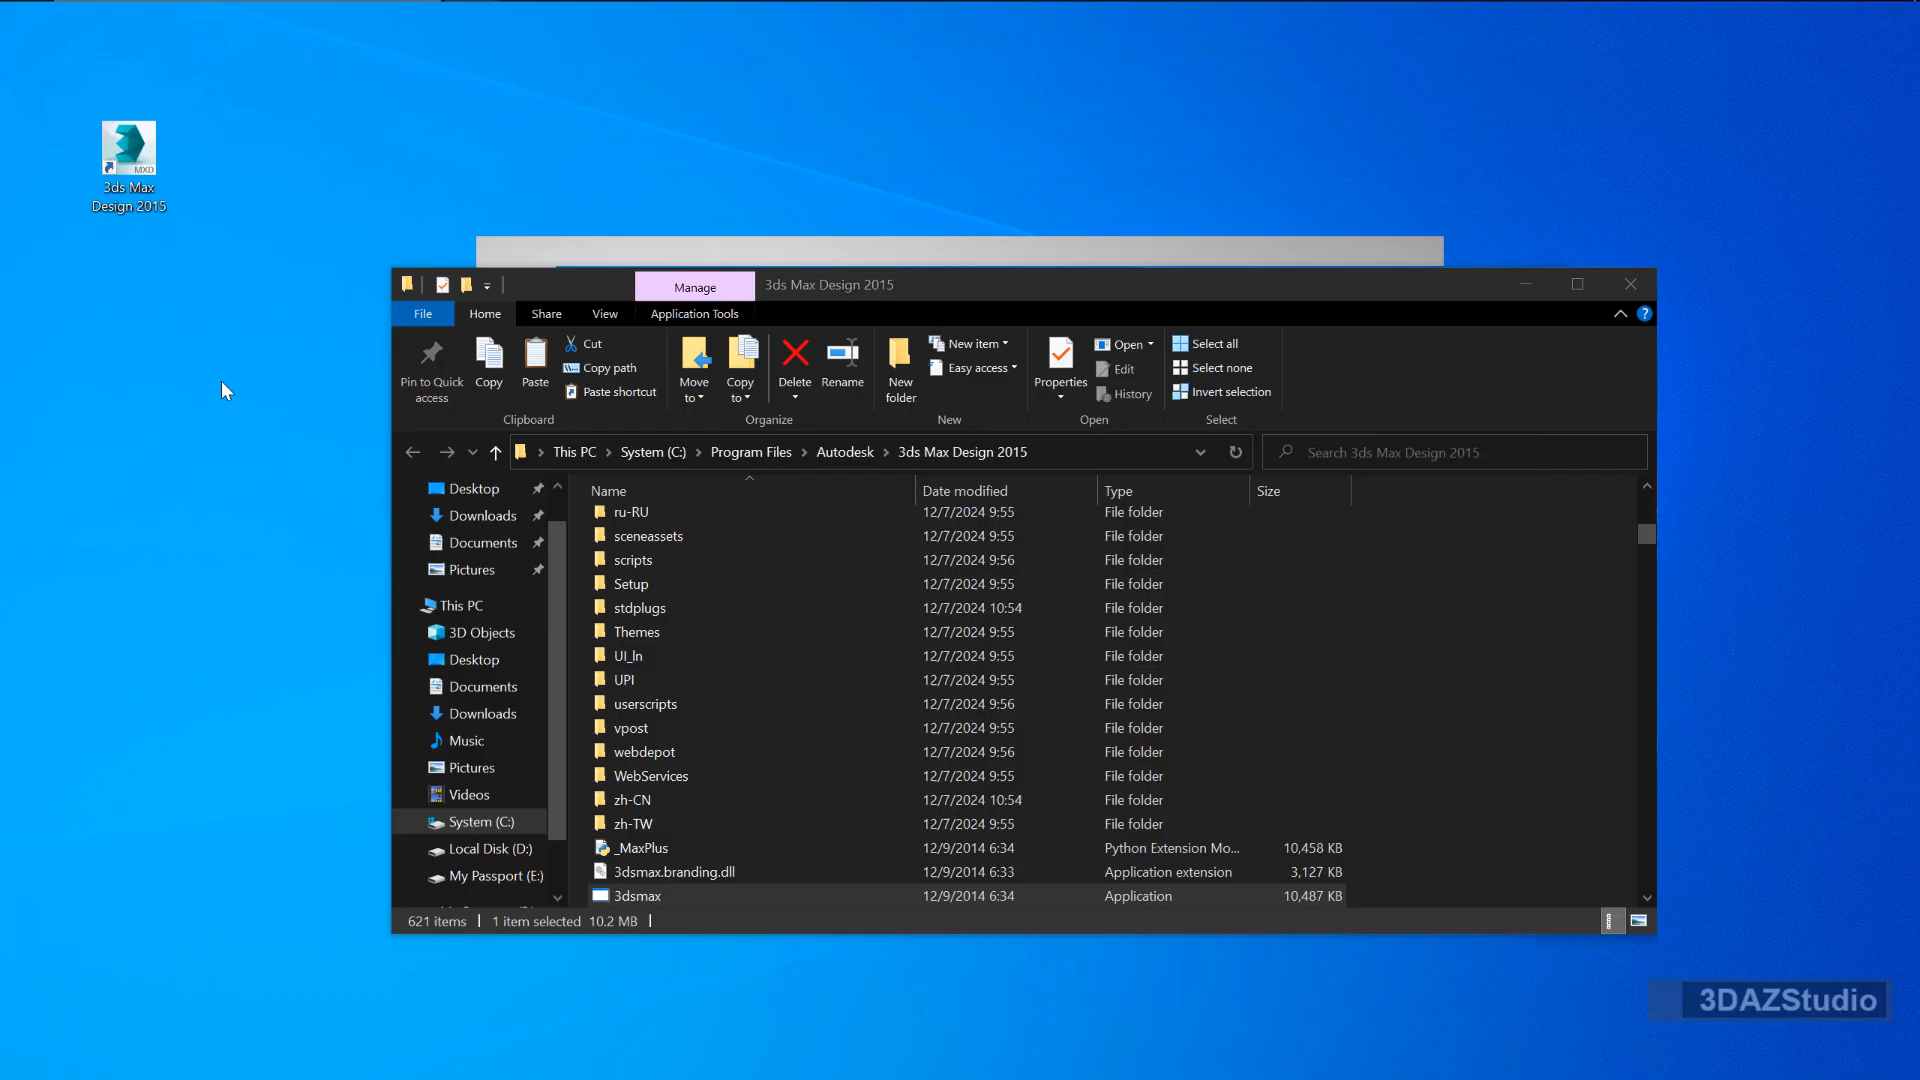 MXD
3ds Max
Design 2015
Manage
3ds Max Design 2015
File
Home
Share
View
Application Tools
?
Pin to Quick
access
Copy
Paste
Cut
Copy path
Paste shortcut
Clipboard
Move
to
Copy
to
Delete
Rename
Organize
New
folder
New item
Easy access
New
Properties
Open
Edit
History
Open
Select all
Select none
Invert selection
Select
This PC > System (C:) > Program Files > Autodesk > 3ds Max Design 2015
Search 3ds Max Design 2015
Desktop
Downloads
Documents
Pictures
This PC
3D Objects
Desktop
Documents
Downloads
Music
Pictures
Videos
System (C:)
Local Disk (D:)
My Passport (E:)
Name Date modified Type Size
ru-RU 12/7/2024 9:55 File folder
sceneassets 12/7/2024 9:55 File folder
scripts 12/7/2024 9:56 File folder
Setup 12/7/2024 9:55 File folder
stdplugs 12/7/2024 10:54 File folder
Themes 12/7/2024 9:55 File folder
UI_ln 12/7/2024 9:55 File folder
UPI 12/7/2024 9:55 File folder
userscripts 12/7/2024 9:56 File folder
vpost 12/7/2024 9:55 File folder
webdepot 12/7/2024 9:56 File folder
WebServices 12/7/2024 9:55 File folder
zh-CN 12/7/2024 10:54 File folder
zh-TW 12/7/2024 9:55 File folder
_MaxPlus 12/9/2014 6:34 Python Extension Mo... 10,458 KB
3dsmax.branding.dll 12/9/2014 6:33 Application extension 3,127 KB
3dsmax 12/9/2014 6:34 Application 10,487 KB
621 items 1 item selected 10.2 MB
3DAZStudio